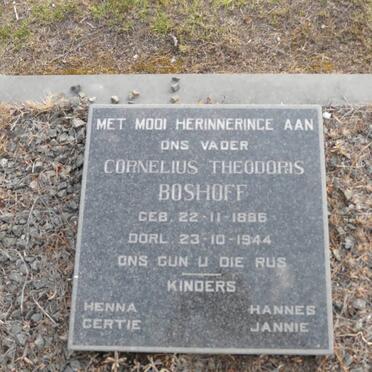 MET MOOI HERINNERINGE AAN
ONS VADER
CORNELIUS THEODORIS
BOSHOFF
GEB. 22-11-1886
OORL. 23-10-1944
ONS GUN U DIE RUS
KINDERS
HENNA HANNES
GERTIE JANNIE